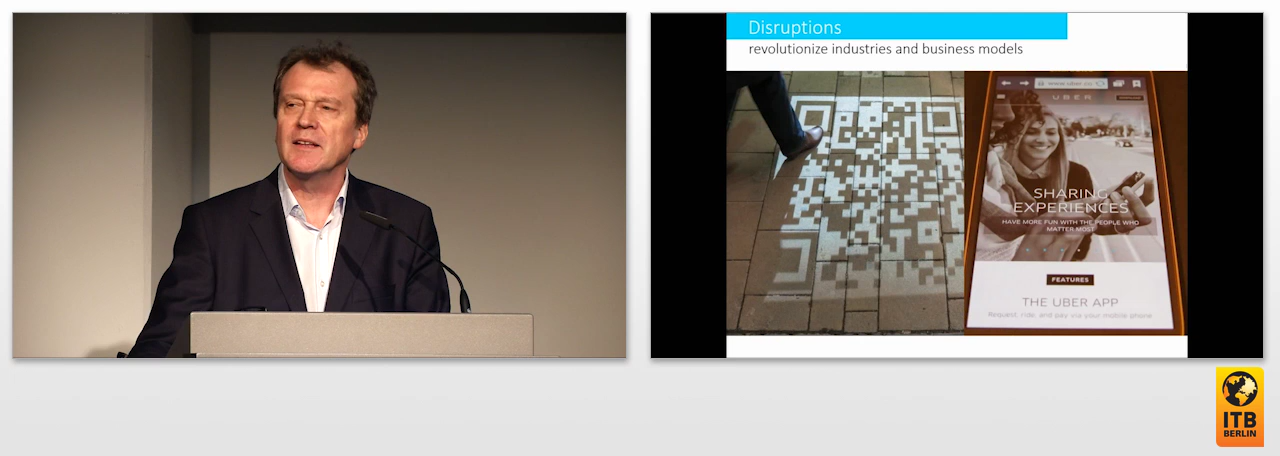 Disruptions
revolutionize industries and business models
UBER
SHARING
EXPERIENCES
HAVE MORE FUN WITH THE PEOPLE WHO
MATTER MOST
FEATURES
THE UBER APP
Request, ride, and pay via your mobile phone
ITB
BERLIN